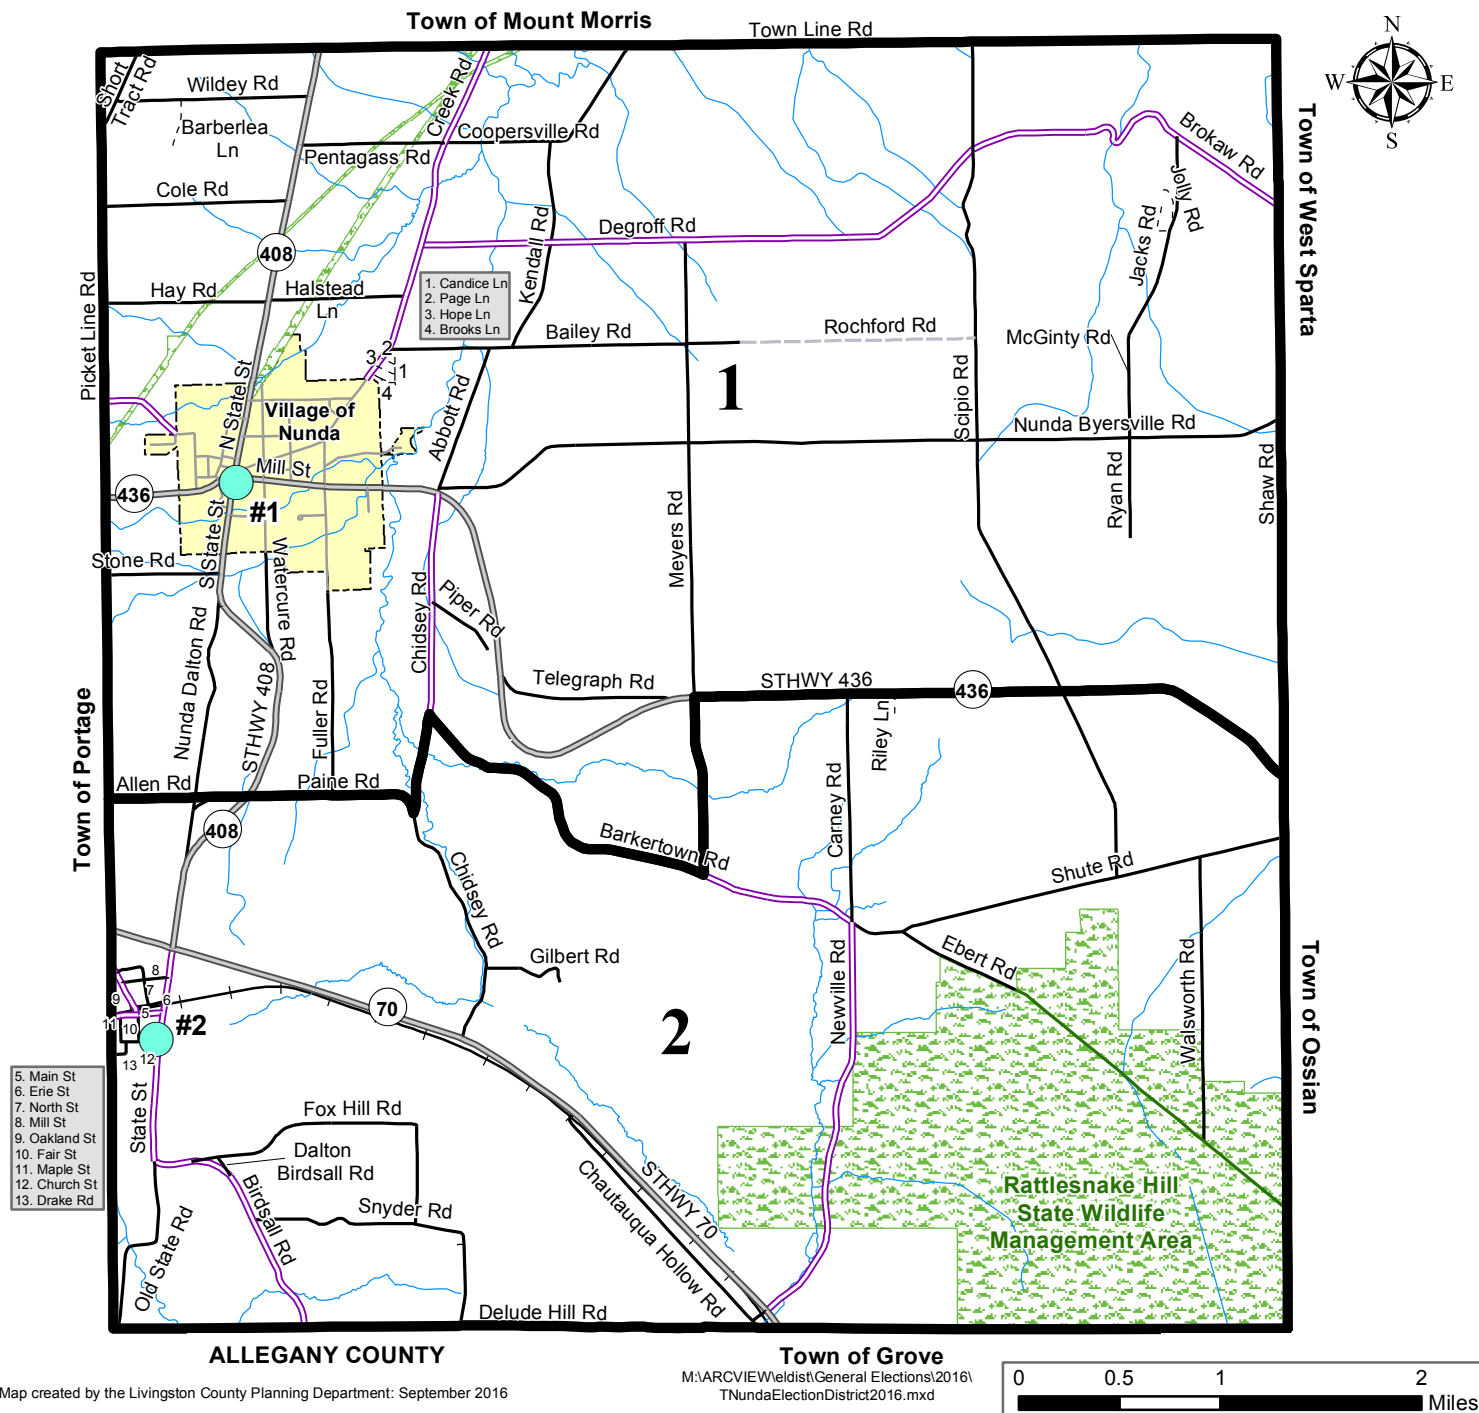 Town of Mount Morris
Town Line Rd
N
W
E
S
Short
Tract Rd
Wildey Rd
Barberlea
Ln
Creek Rd
Coopersville Rd
Pentagass Rd
Cole Rd
Brokaw Rd
Jolly Rd
Jacks Rd
Town of West Sparta
408
Kendall Rd
Degroff Rd
Picket Line Rd
Hay Rd
Halstead
Ln
1. Candice Ln
2. Page Ln
3. Hope Ln
4. Brooks Ln
Bailey Rd
Rochford Rd
McGinty Rd
3
2
1
4
1
N State St
Village of
Nunda
Abbott Rd
Scipio Rd
Nunda Byersville Rd
Mill St
436
#1
Meyers Rd
Ryan Rd
Shaw Rd
S State St
Stone Rd
Watercure Rd
Chidsey Rd
Piper Rd
Nunda Dalton Rd
STHWY 408
Fuller Rd
Telegraph Rd
STHWY 436
436
Riley Ln
Town of Portage
Allen Rd
Paine Rd
408
Carney Rd
Barkertown Rd
Shute Rd
Chidsey Rd
Gilbert Rd
Ebert Rd
Newville Rd
Walsworth Rd
Town of Ossian
8
7
9
6
5
11
10
12
13
#2
70
2
5. Main St
6. Erie St
7. North St
8. Mill St
9. Oakland St
10. Fair St
11. Maple St
12. Church St
13. Drake Rd
State St
Fox Hill Rd
Dalton
Birdsall Rd
Birdsall Rd
Snyder Rd
Old State Rd
STHWY 70
Chautauqua Hollow Rd
Rattlesnake Hill
State Wildlife
Management Area
Delude Hill Rd
ALLEGANY COUNTY
Town of Grove
Map created by the Livingston County Planning Department: September 2016
M:\ARCVIEW\eldist\General Elections\2016\
TNundaElectionDistrict2016.mxd
0 0.5 1 2
Miles